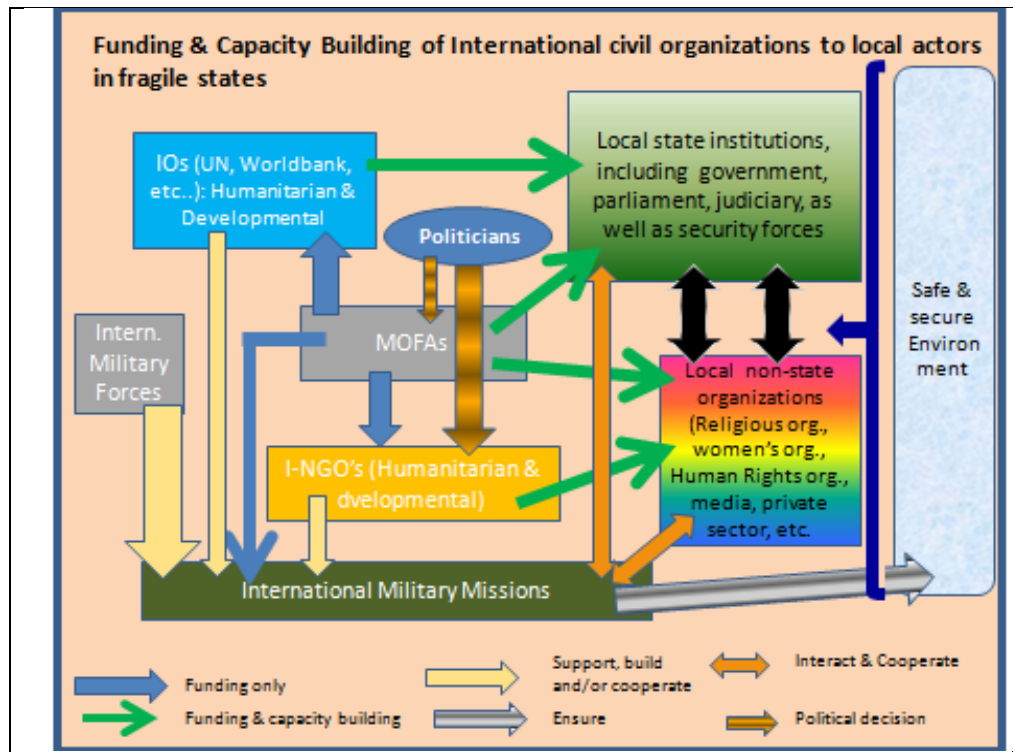 Funding & Capacity Building of International civil organizations to local actors
in fragile states
IOs (UN, Worldbank,
etc..): Humanitarian &
Developmental
Politicians
Local state institutions,
including government,
parliament, judiciary, as
well as security forces
Intern.
Military
Forces
MOFAs
Safe &
secure
Environ
ment
Local non-state
organizations
(Religious org.,
women's org.,
Human Rights org.,
media, private
sector, etc.
I-NGO's (Humanitarian &
dvelopmental)
International Military Missions
Funding only
Support, build
and/or cooperate
Interact & Cooperate
Funding & capacity building
Ensure
Political decision